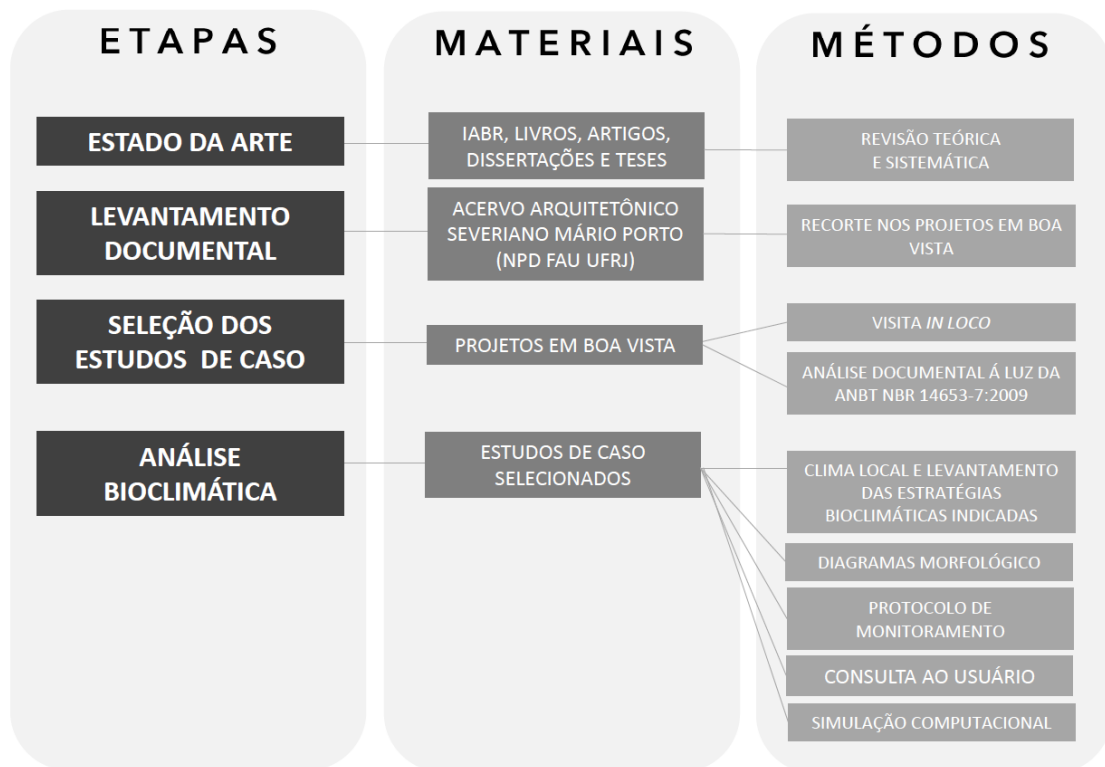 ETAPAS
ESTADO DA ARTE
LEVANTAMENTO
DOCUMENTAL
SELEÇÃO DOS
ESTUDOS DE CASO
ANÁLISE
BIOCLIMÁTICA
MATERIAIS
IABR, LIVROS, ARTIGOS,
DISSERTAÇÕES E TESES
ACERVO ARQUITETÔNICO
SEVERIANO MÁRIO PORTO
(NPD FAU UFRJ)
PROJETOS EM BOA VISTA
ESTUDOS DE CASO
SELECIONADOS
MÉTODOS
REVISÃO TEÓRICA
E SISTEMÁTICA
RECORTE NOS PROJETOS EM BOA
VISTA
VISITA IN LOCO
ANÁLISE DOCUMENTAL Á LUZ DA
ANBT NBR 14653-7:2009
CLIMA LOCAL E LEVANTAMENTO
DAS ESTRATÉGIAS
BIOCLIMÁTICAS INDICADAS
DIAGRAMAS MORFOLÓGICO
PROTOCOLO DE
MONITORAMENTO
CONSULTA AO USUÁRIO
SIMULAÇÃO COMPUTACIONAL